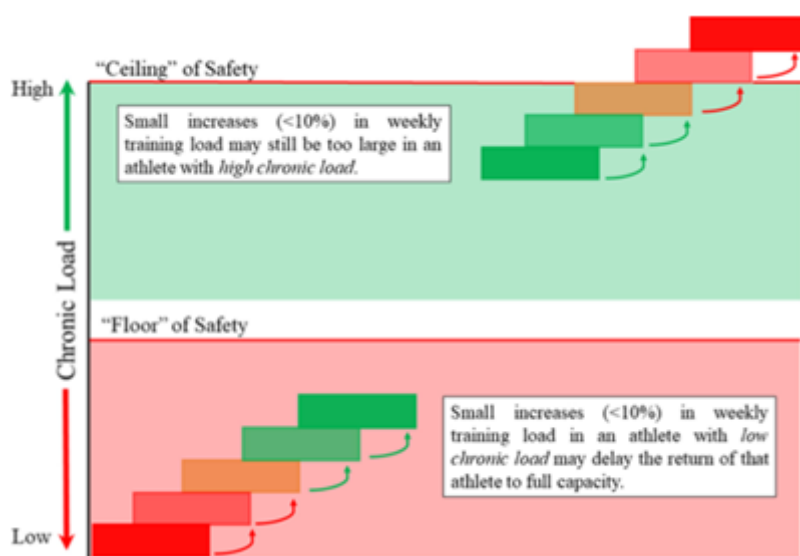 “Ceiling” of Safety
High
Small increases (<10%) in weekly
training load may still be too large in an
athlete with high chronic load.
Chronic Load
“Floor” of Safety
Small increases (<10%) in weekly
training load in an athlete with low
chronic load may delay the return of that
athlete to full capacity.
Low